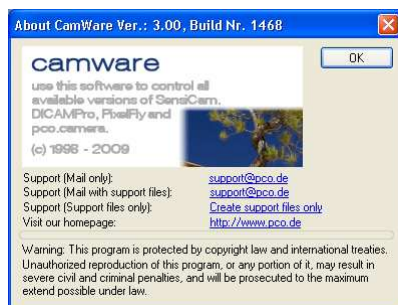 About CamWare Ver.: 3.00, Build Nr. 1468
OK
camware
use this software to control all
available versions of SensiCam.
DICAMPro, PixelFly and
pco.camera.
(c) 1998 - 2009
Support (Mail only): support@pco.de
Support (Mail with support files): support@pco.de
Support (Support files only): Create support files only
Visit our homepage: http://www.pco.de
Warning: This program is protected by copyright law and international treaties.
Unauthorized reproduction of this program, or any portion of it, may result in
severe civil and criminal penalties, and will be prosecuted to the maximum
extend possible under law.